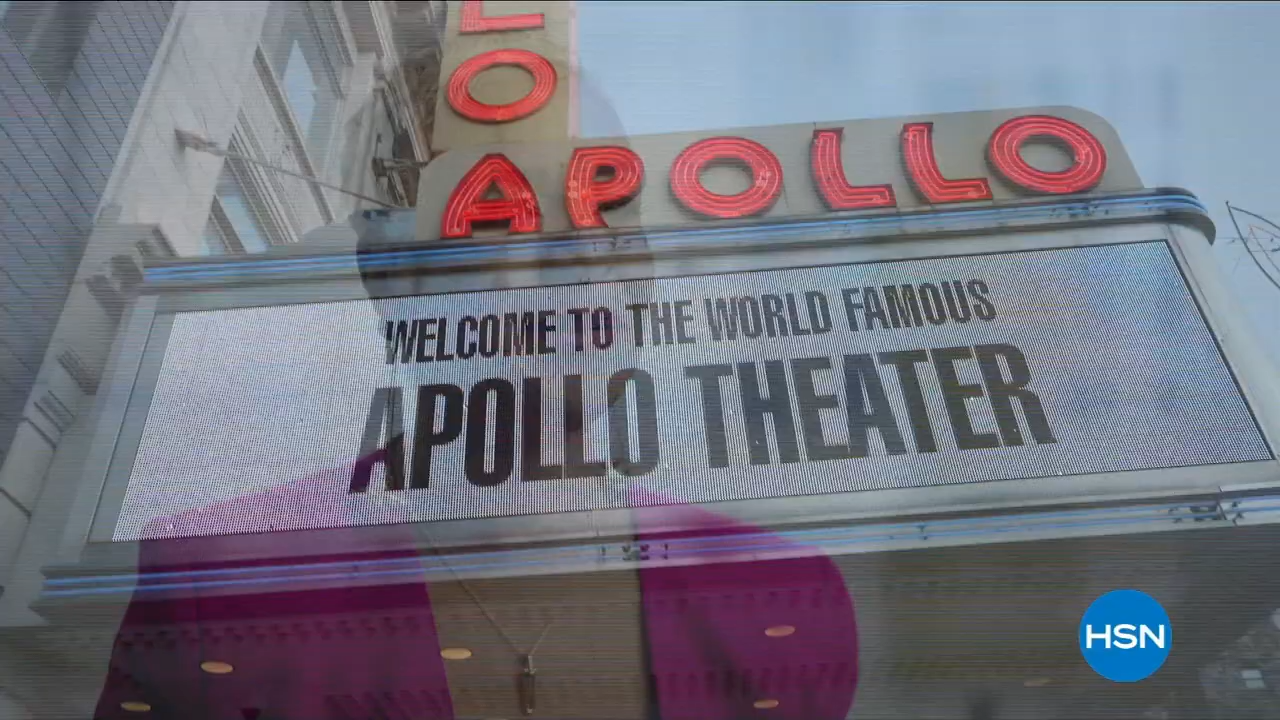 L
O
APOLLO
WELCOME TO THE WORLD FAMOUS
APOLLO THEATER
HSN